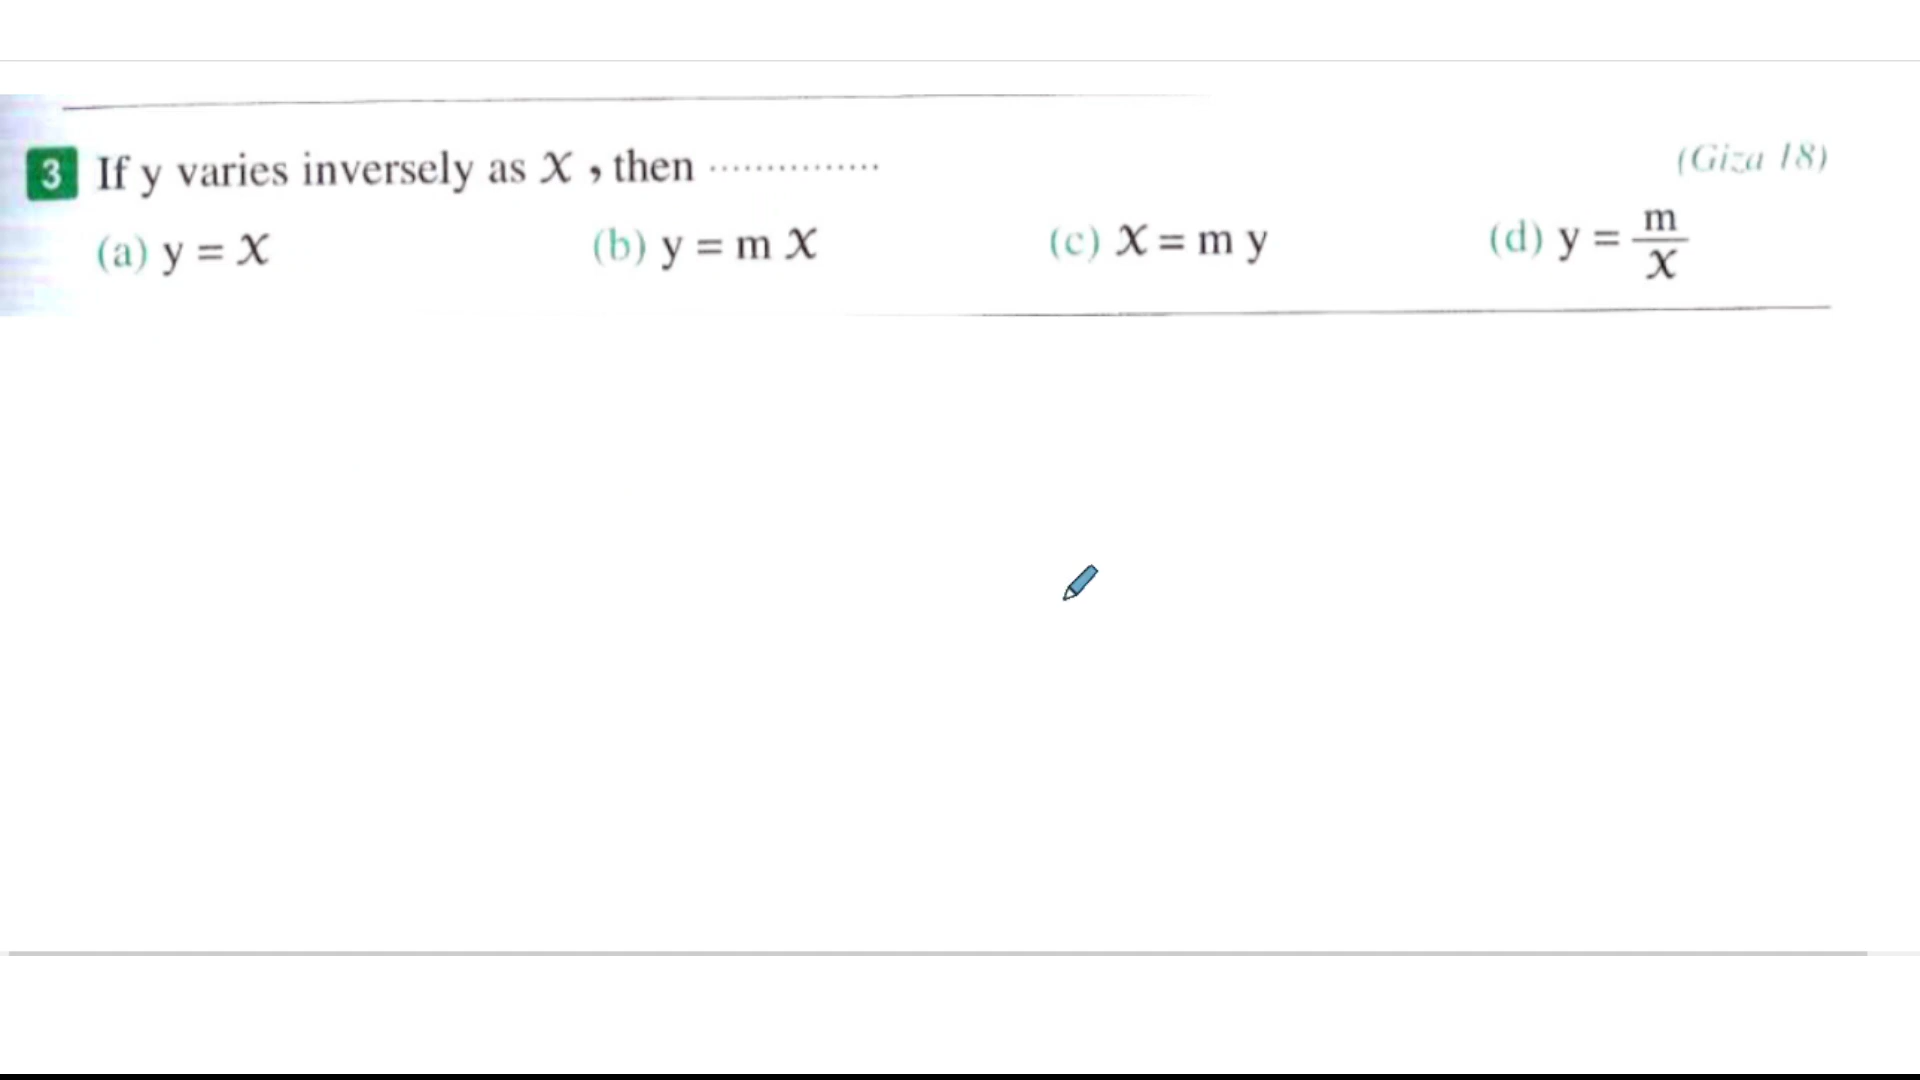 3 If y varies inversely as X , then ............... (Giza 18)
(a) y = X (b) y = m X (c) X = m y (d) y = m/X